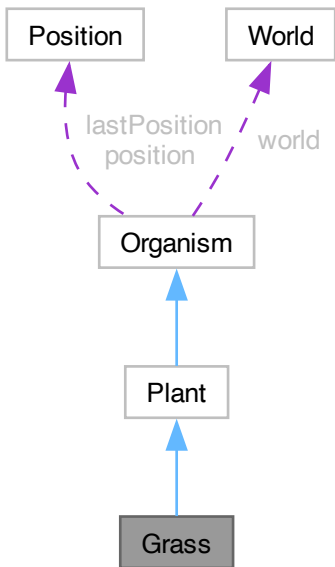 Position
World
lastPosition
position
world
Organism
Plant
Grass